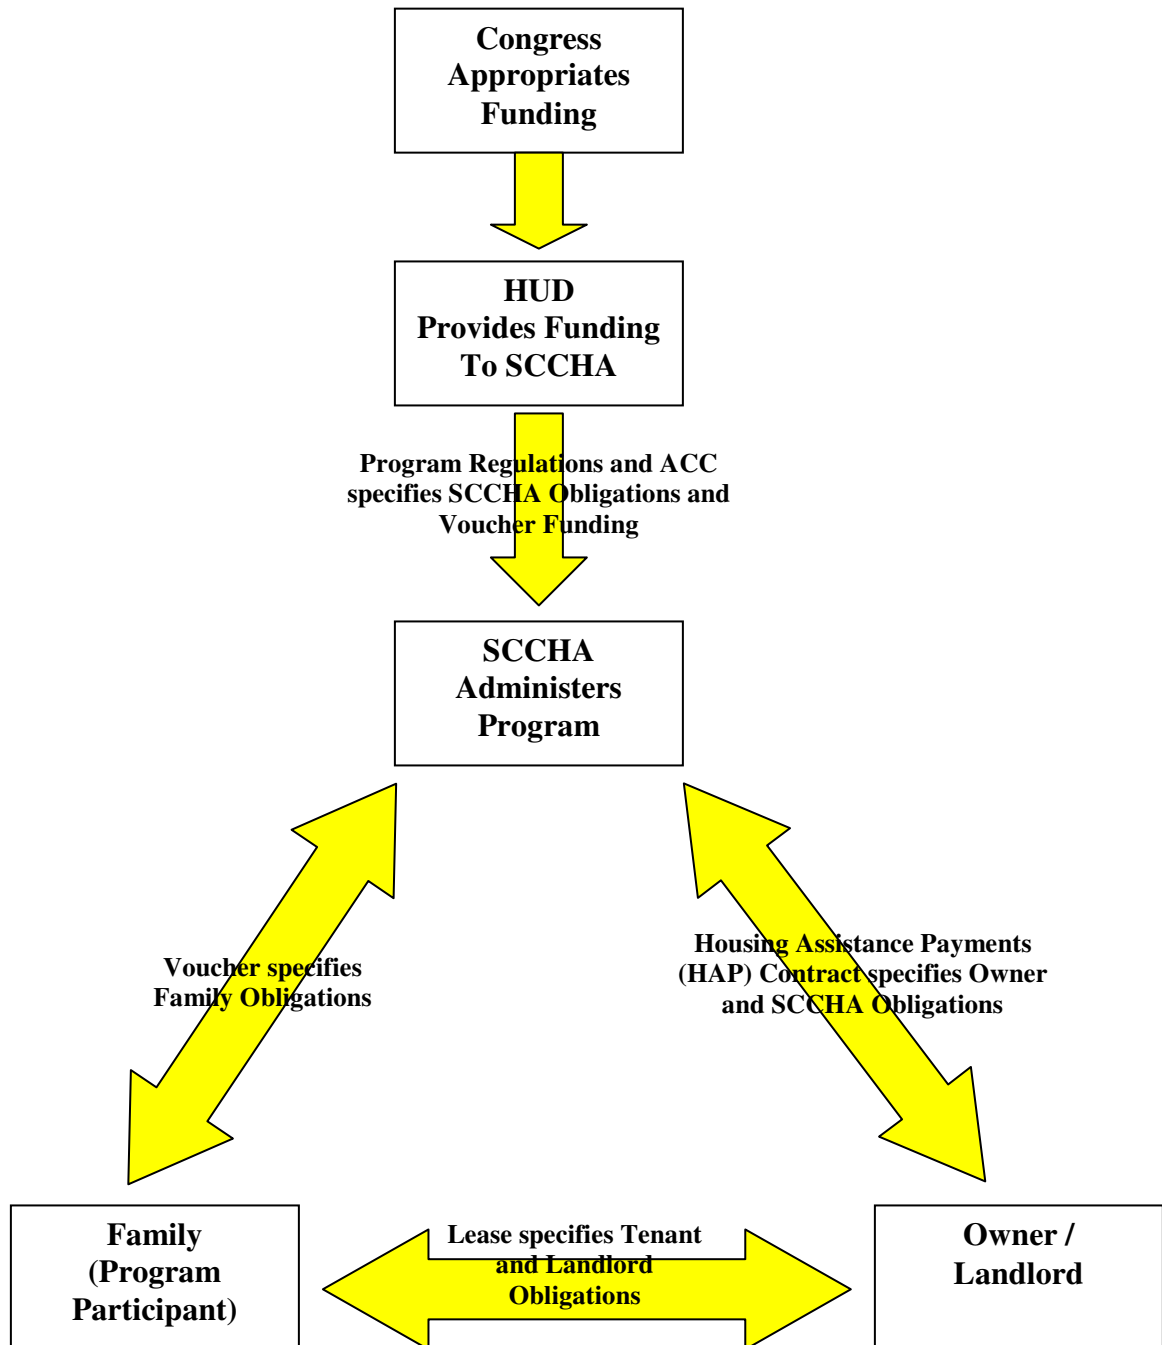 Congress
Appropriates
Funding
HUD
Provides Funding
To SCCHA
Program Regulations and ACC
specifies SCCHA Obligations and
Voucher Funding
SCCHA
Administers
Program
Voucher specifies
Family Obligations
Housing Assistance Payments
(HAP) Contract specifies Owner
and SCCHA Obligations
Family
(Program
Participant)
Lease specifies Tenant
and Landlord
Obligations
Owner /
Landlord